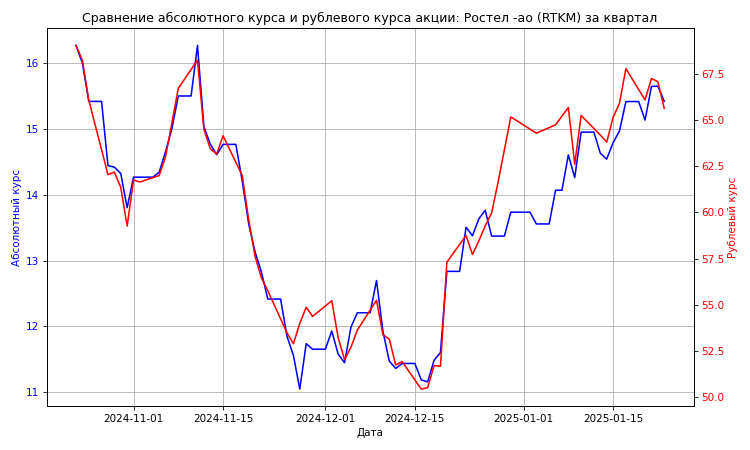 Сравнение абсолютного курса и рублевого курса акции: Ростел -ао (RTKM) за квартал
16
15
14
13
12
11
Абсолютный курс
67.5
65.0
62.5
60.0
57.5
55.0
52.5
50.0
Рублевый курс
2024-11-01 2024-11-15 2024-12-01 2024-12-15 2025-01-01 2025-01-15
Дата